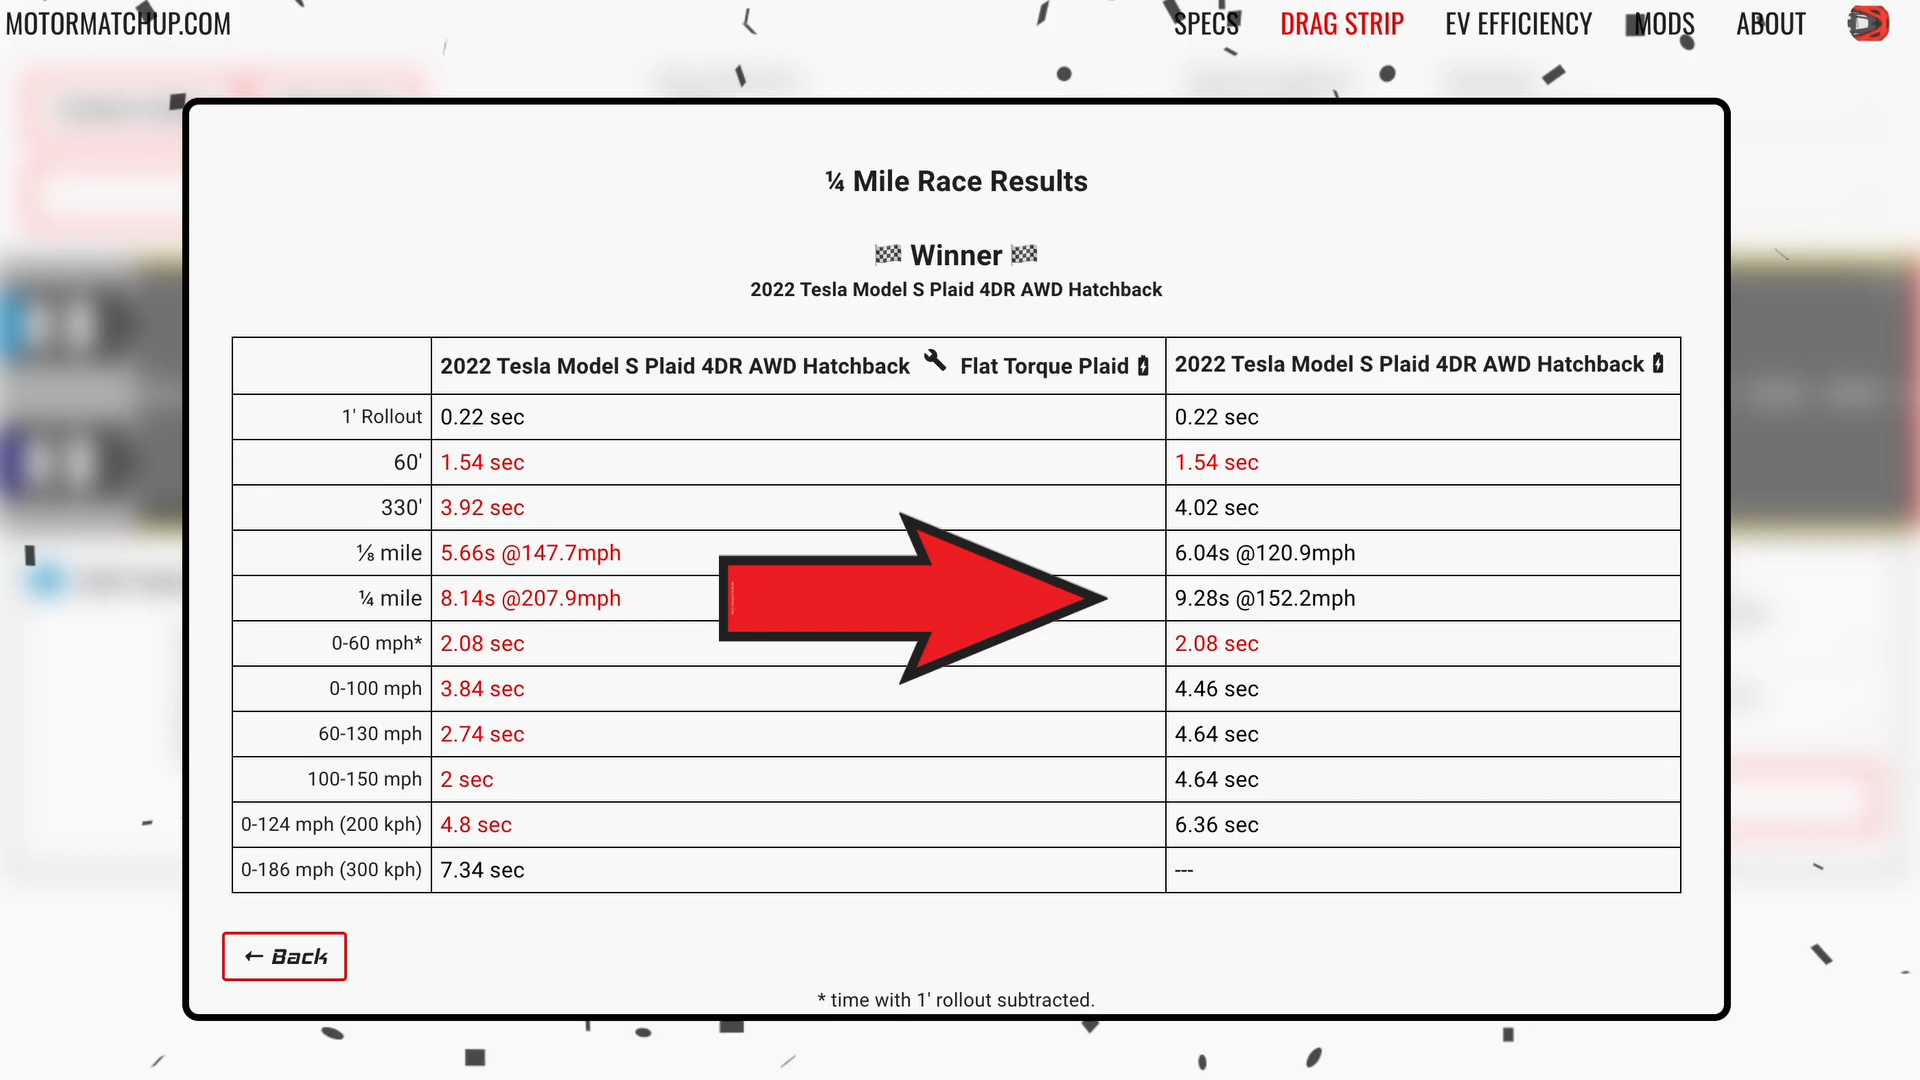 MOTORMATCHUP.COM
SPECS
DRAG STRIP
EV EFFICIENCY
MODS
ABOUT
¼ Mile Race Results
🏁 Winner 🏁
2022 Tesla Model S Plaid 4DR AWD Hatchback
2022 Tesla Model S Plaid 4DR AWD Hatchback Flat Torque Plaid 2022 Tesla Model S Plaid 4DR AWD Hatchback
1' Rollout 0.22 sec 0.22 sec
60' 1.54 sec 1.54 sec
330' 3.92 sec 4.02 sec
⅛ mile 5.66s @147.7mph 6.04s @120.9mph
¼ mile 8.14s @207.9mph 9.28s @152.2mph
0-60 mph* 2.08 sec 2.08 sec
0-100 mph 3.84 sec 4.46 sec
60-130 mph 2.74 sec 4.64 sec
100-150 mph 2 sec 4.64 sec
0-124 mph (200 kph) 4.8 sec 6.36 sec
0-186 mph (300 kph) 7.34 sec ---
← Back
* time with 1' rollout subtracted.